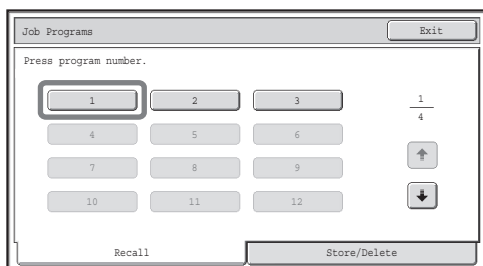 Job Programs Exit
Press program number.
1 2 3 1
4
4 5 6
7 8 9
10 11 12
Recall Store/Delete